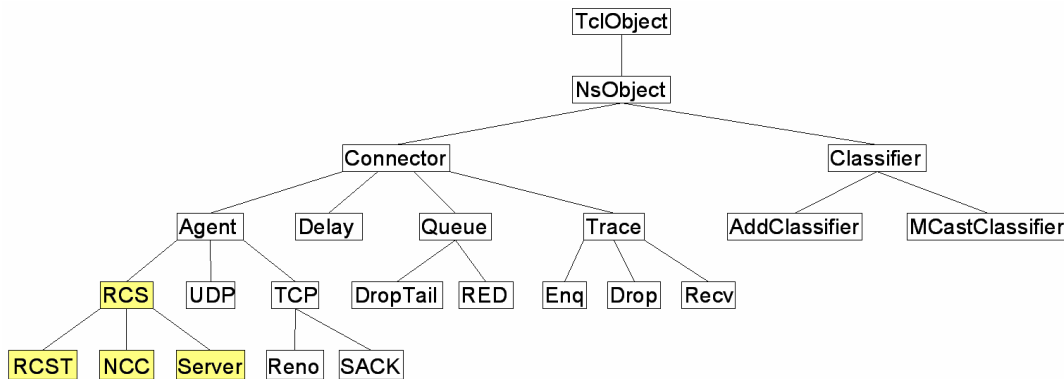 TclObject
NsObject
Connector
Classifier
Agent
Delay
Queue
Trace
AddClassifier
MCastClassifier
RCS
UDP
TCP
DropTail
RED
Enq
Drop
Recv
RCST
NCC
Server
Reno
SACK